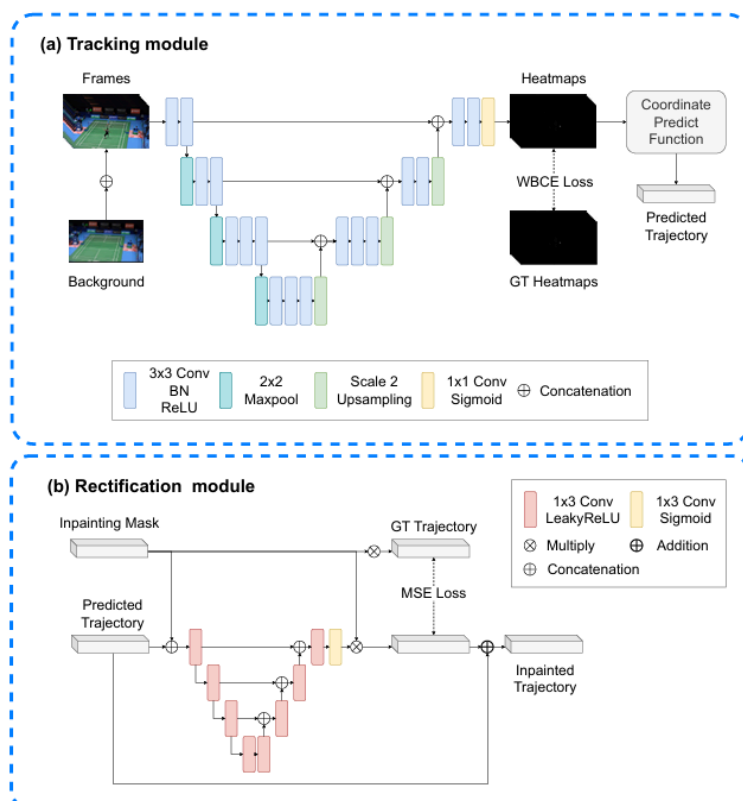 (a) Tracking module
Frames
Heatmaps
Coordinate
Predict
Function
WBCE Loss
Predicted
Trajectory
Background
GT Heatmaps
3x3 Conv
BN
ReLU
2x2
Maxpool
Scale 2
Upsampling
1x1 Conv
Sigmoid
Concatenation
(b) Rectification module
1x3 Conv
LeakyReLU
1x3 Conv
Sigmoid
Multiply
Addition
Concatenation
Inpainting Mask
GT Trajectory
MSE Loss
Predicted
Trajectory
Inpainted
Trajectory